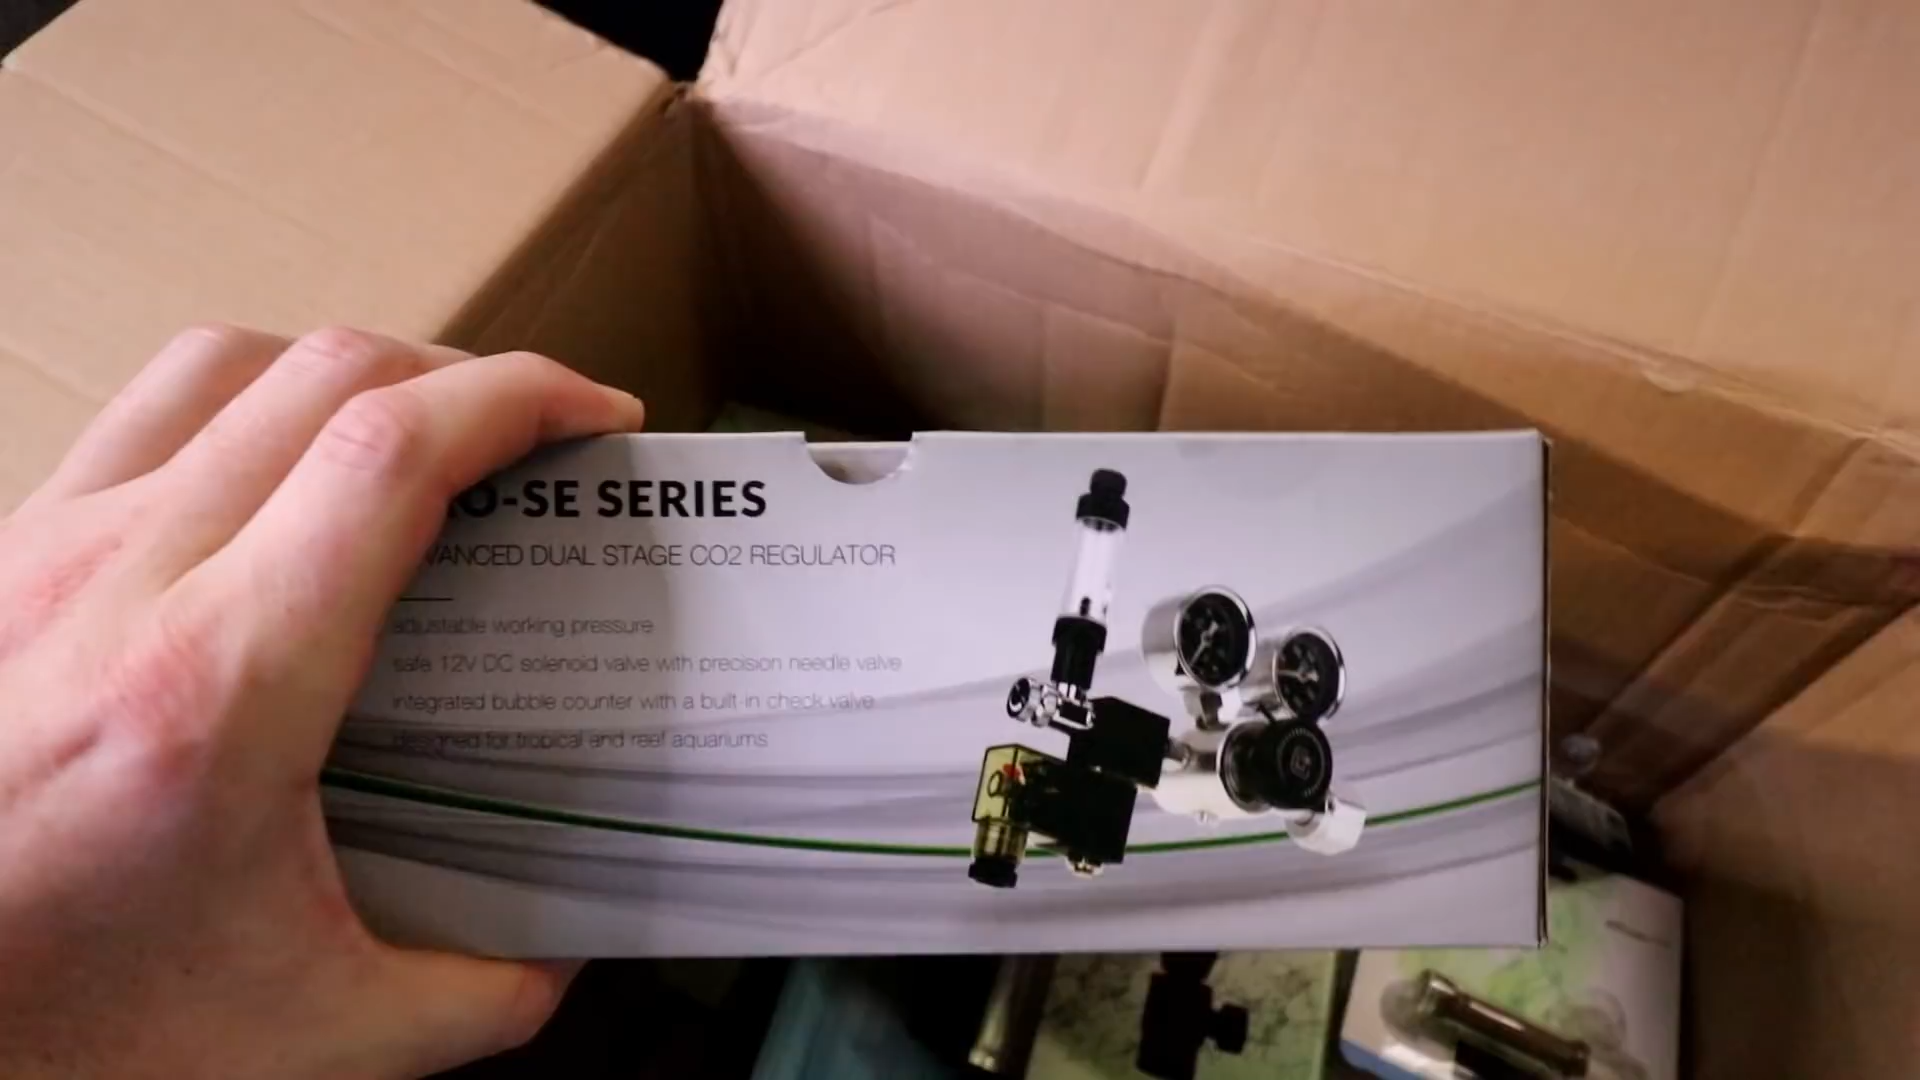 O-SE SERIES
VANCED DUAL STAGE CO2 REGULATOR
adjustable working pressure
safe 12V DC solenoid valve with precision needle valve
integrated bubble counter with a built-in check valve
designed for tropical and reef aquariums